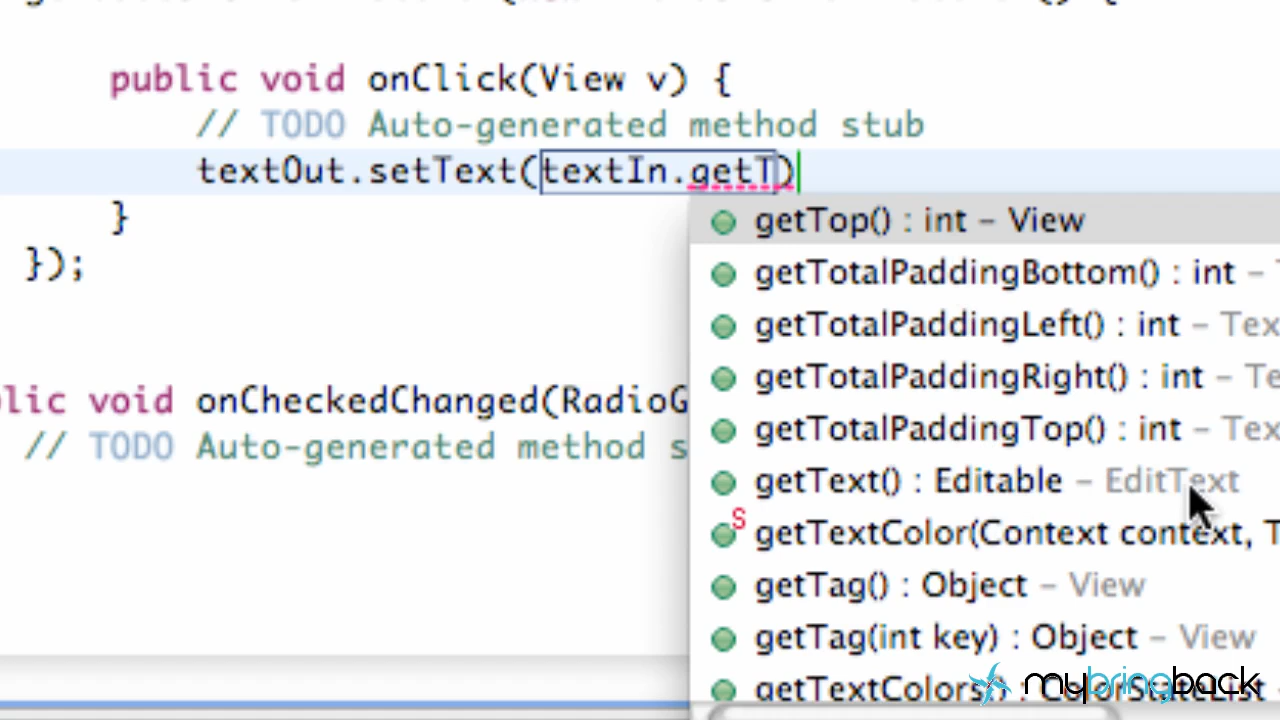 public void onClick(View v) {
// TODO Auto-generated method stub
textOut.setText(textIn.getT)
}
});
getTop() : int – View
getTotalPaddingBottom() : int –
getTotalPaddingLeft() : int – Tex
getTotalPaddingRight() : int – Te
getTotalPaddingTop() : int – Tex
getText() : Editable – EditText
getTextColor(Context context, T
getTag() : Object – View
getTag(int key) : Object – View
getTextColors() : ColorStateList –
lic void onCheckedChanged(RadioG
// TODO Auto-generated method s
mybringback